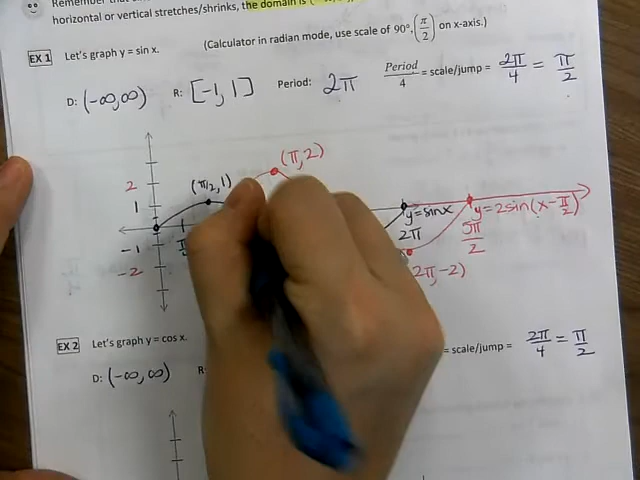 Remember that
horizontal or vertical stretches/shrinks, the domain is
EX 1 Let's graph y = sin x. (Calculator in radian mode, use scale of 90°. (π/2) on x-axis.)
D: (-∞,∞) R: [-1, 1] Period: 2π Period/4 = scale/jump = 2π/4 = π/2
(π, 2)
2 (π/2, 1)
1 y=sinx y=2sin(x-π/2)
2π 5π/2
-1
-2 2π,-2)
EX 2 Let's graph y = cos x.
= scale/jump = 2π/4 = π/2
D: (-∞, ∞) R: